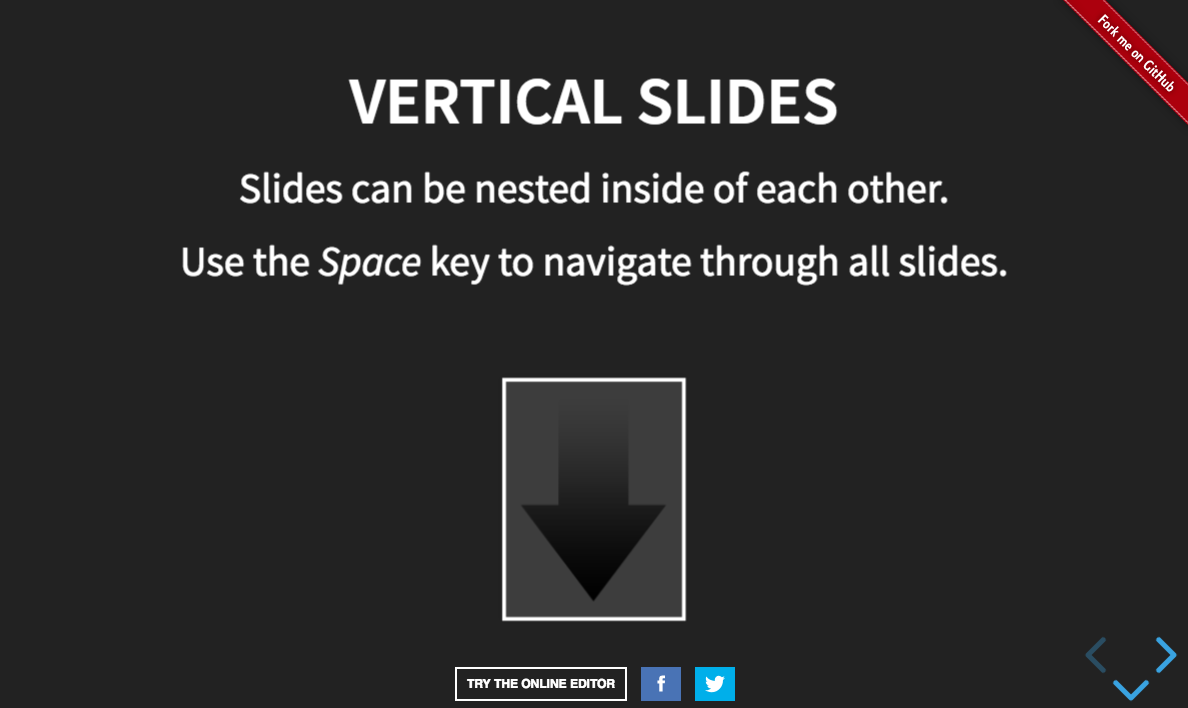 Fork me on GitHub
VERTICAL SLIDES
Slides can be nested inside of each other.
Use the Space key to navigate through all slides.
TRY THE ONLINE EDITOR
f